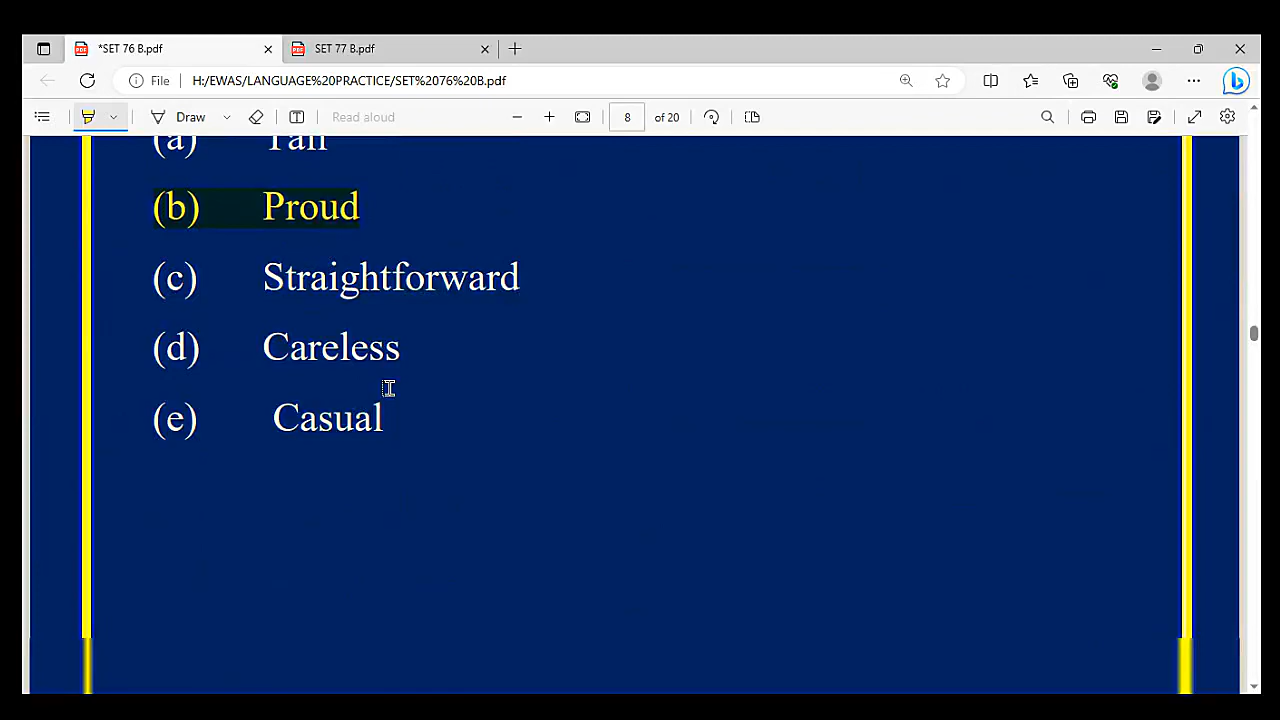 *SET 76 B.pdf
SET 77 B.pdf
File H:/EWAS/LANGUAGE%20PRACTICE/SET%2076%20B.pdf
Draw
Read aloud
8 of 20
(a)
(b) Proud
(c) Straightforward
(d) Careless
(e) Casual